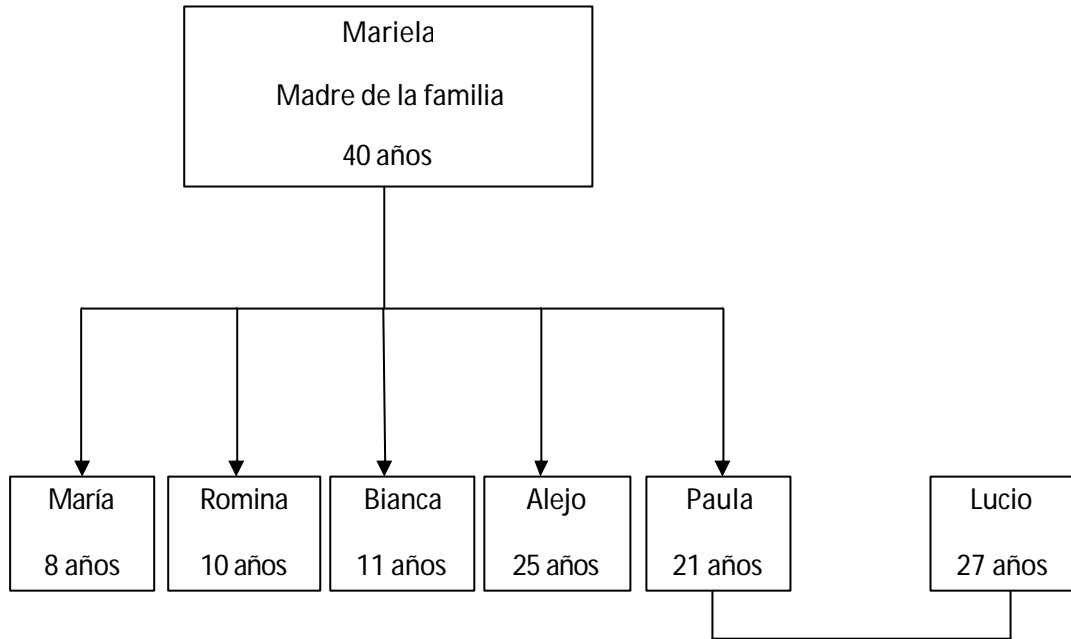 Mariela
Madre de la familia
40 años
María
8 años
Romina
10 años
Bianca
11 años
Alejo
25 años
Paula
21 años
Lucio
27 años